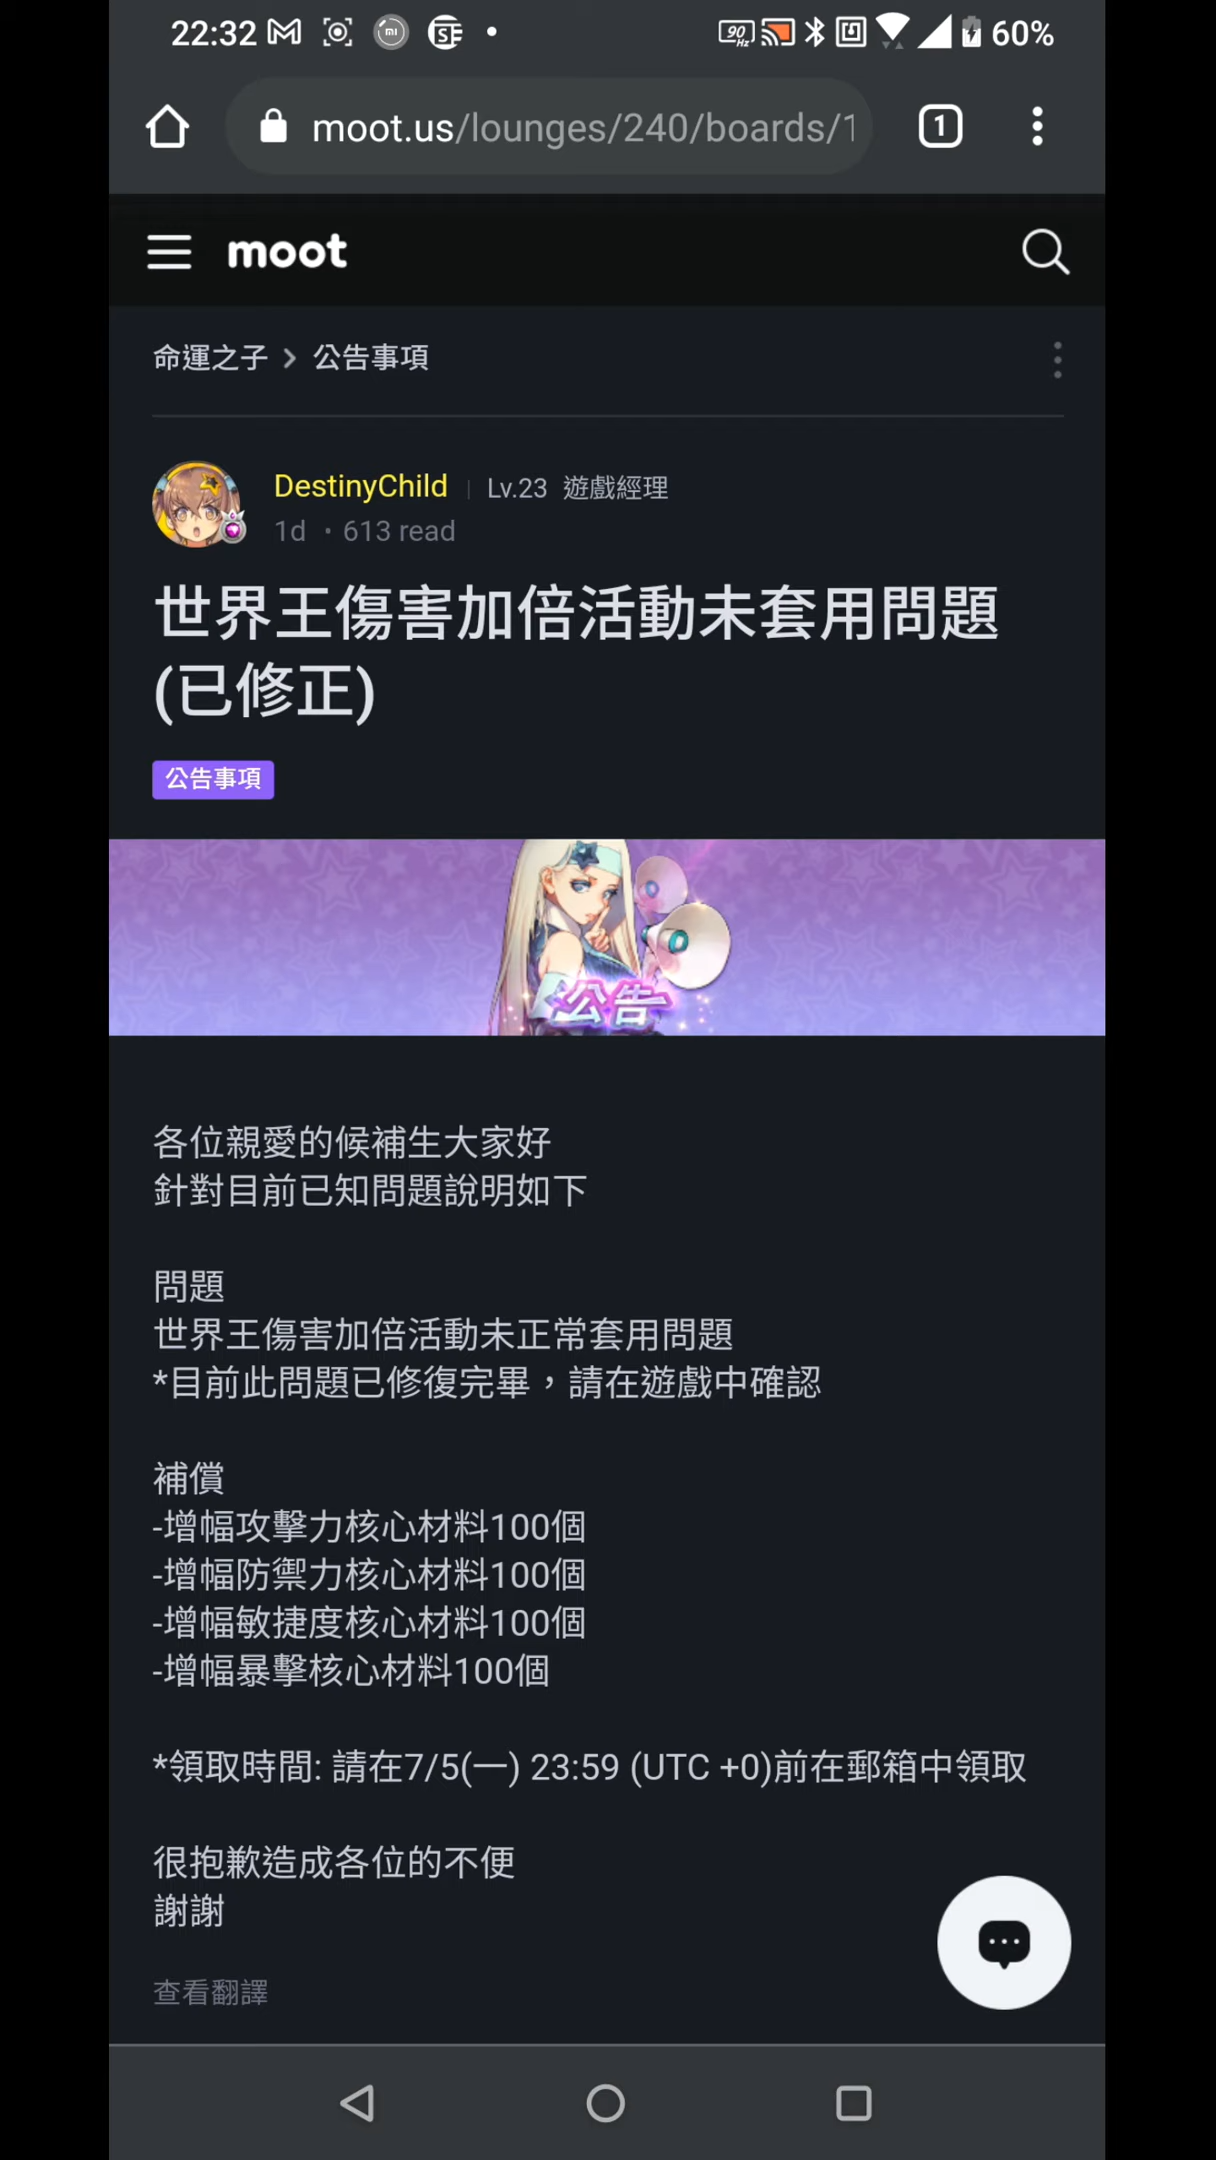 22:32
90Hz
60%
moot.us/lounges/240/boards/1
1
moot
命運之子 > 公告事項
DestinyChild | Lv.23 遊戲經理
1d ・613 read
世界王傷害加倍活動未套用問題
(已修正)
公告事項
公告
各位親愛的候補生大家好
針對目前已知問題說明如下
問題
世界王傷害加倍活動未正常套用問題
*目前此問題已修復完畢，請在遊戲中確認
補償
-增幅攻擊力核心材料100個
-增幅防禦力核心材料100個
-增幅敏捷度核心材料100個
-增幅暴擊核心材料100個
*領取時間: 請在7/5(一) 23:59 (UTC +0)前在郵箱中領取
很抱歉造成各位的不便
謝謝
查看翻譯